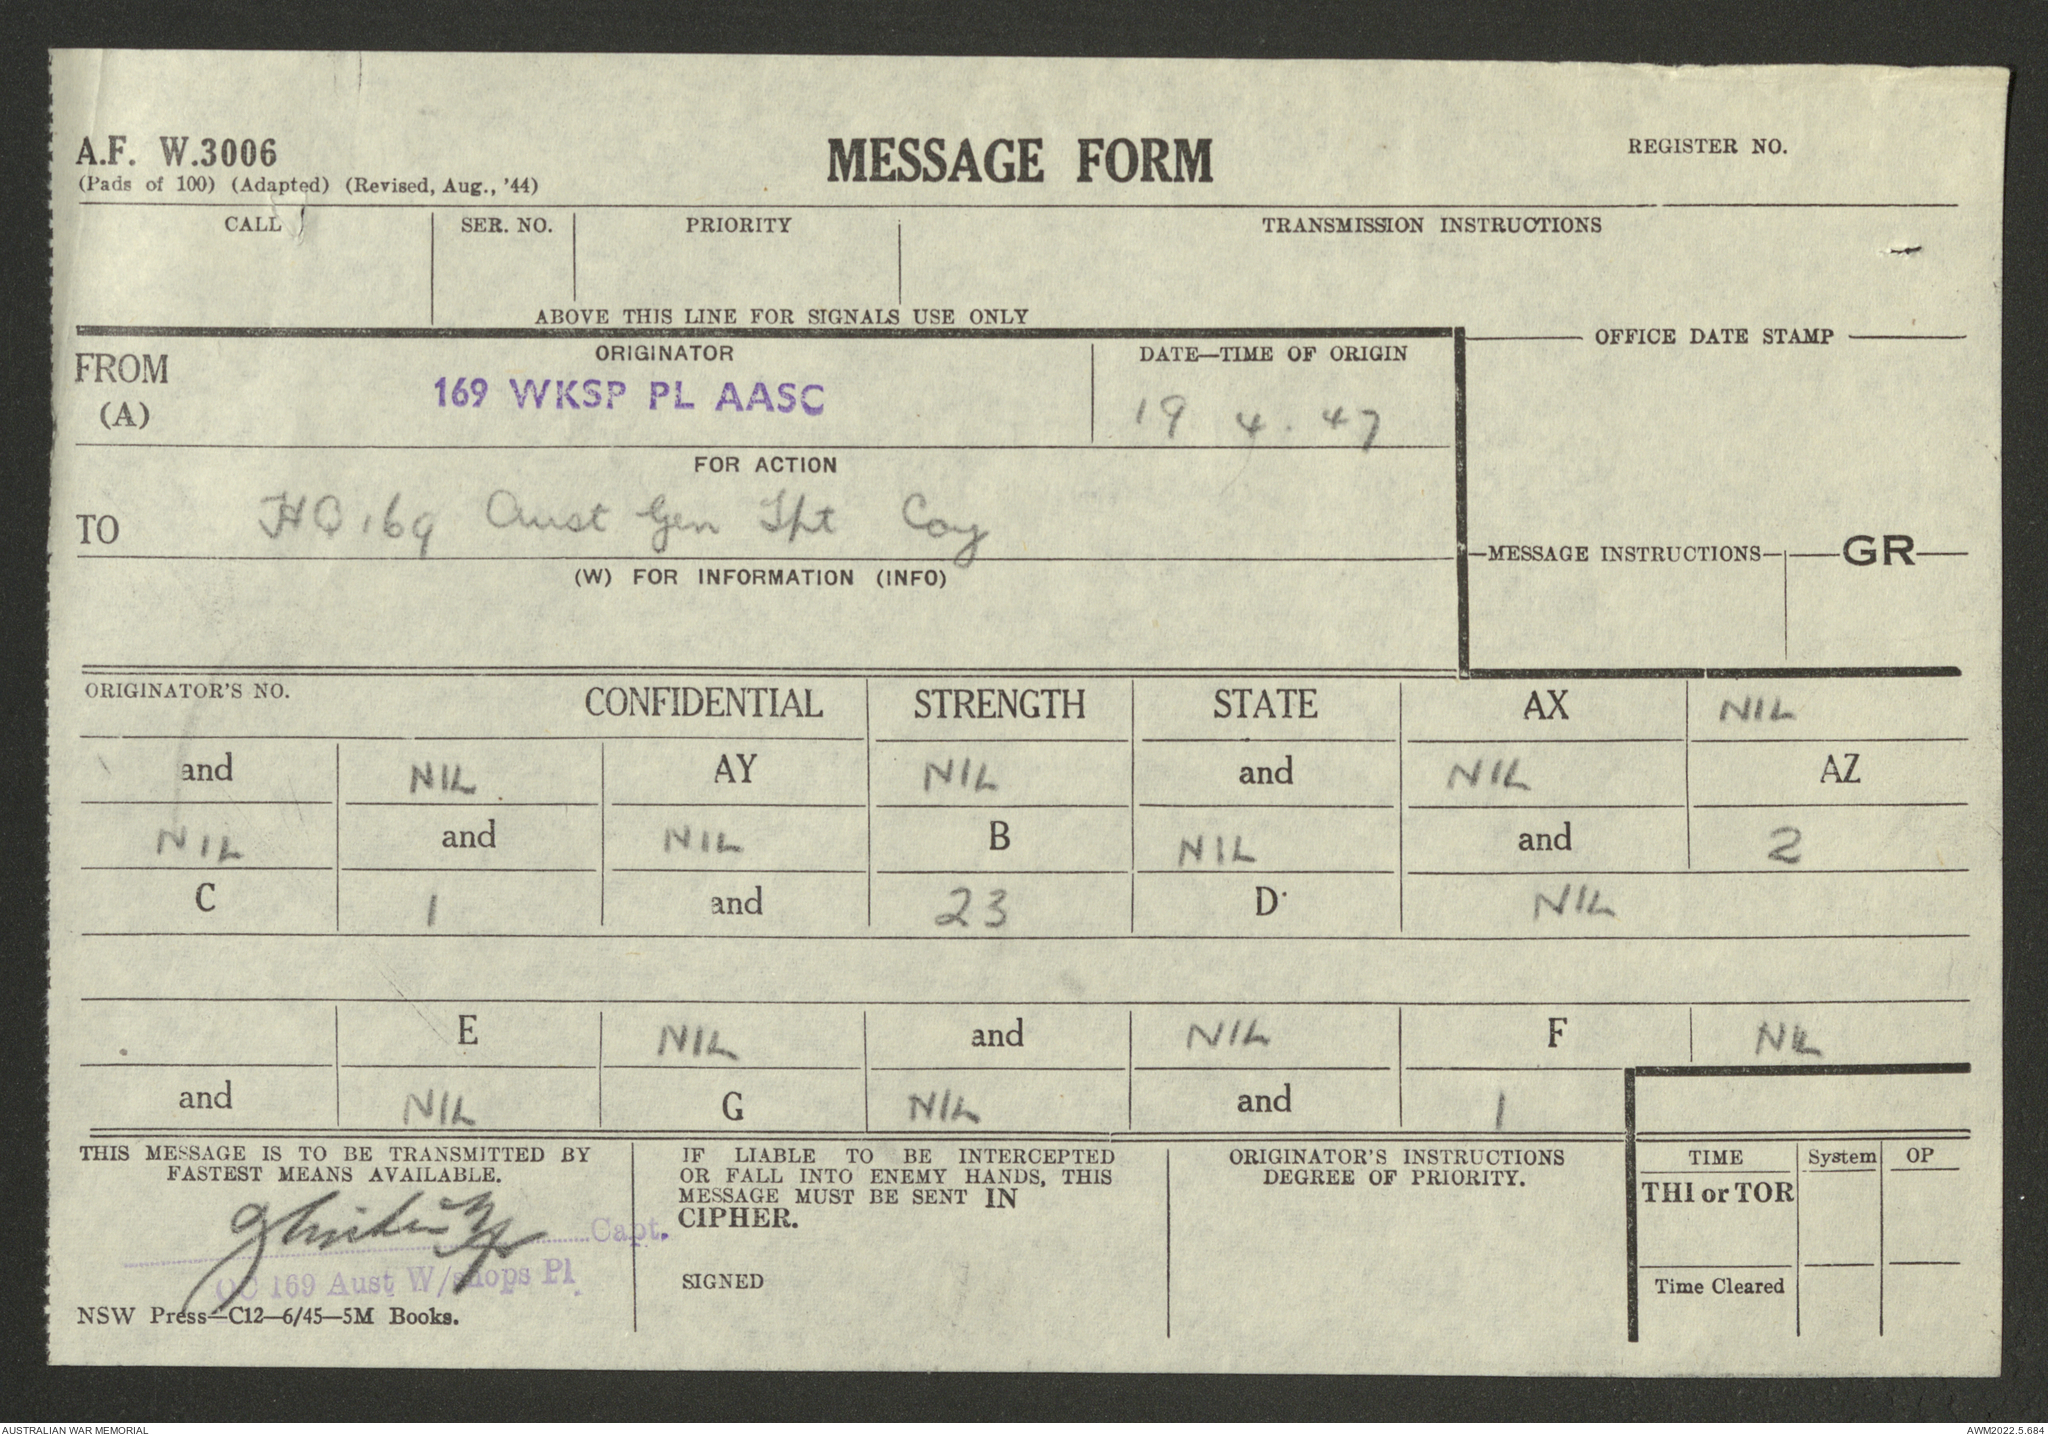 A.F. W.3006
(Pads of 100) (Adapted) (Revised, Aug., '44)
MESSAGE FORM
REGISTER NO.
CALL SER. NO. PRIORITY TRANSMISSION INSTRUCTIONS
ABOVE THIS LINE FOR SIGNALS USE ONLY
FROM
(A)
ORIGINATOR
169 WKSP PL AASC
DATE—TIME OF ORIGIN
19.4.47
OFFICE DATE STAMP
FOR ACTION
TO HQ 169 Aust Gen Tpt Coy
(W) FOR INFORMATION (INFO)
MESSAGE INSTRUCTIONS GR
ORIGINATOR'S NO. CONFIDENTIAL STRENGTH STATE AX NIL
and NIL AY NIL and NIL AZ
NIL and NIL B NIL and 2
C 1 and 23 D NIL
E NIL and NIL F NIL
and NIL G NIL and 1
THIS MESSAGE IS TO BE TRANSMITTED BY
FASTEST MEANS AVAILABLE.
Capt.
OC 169 Aust W/shops Pl
NSW Press—C12—6/45—5M Books.
IF LIABLE TO BE INTERCEPTED
OR FALL INTO ENEMY HANDS, THIS
MESSAGE MUST BE SENT IN
CIPHER.
SIGNED
ORIGINATOR'S INSTRUCTIONS
DEGREE OF PRIORITY.
TIME System OP
THI or TOR
Time Cleared
AUSTRALIAN WAR MEMORIAL
AWM2022.5.684